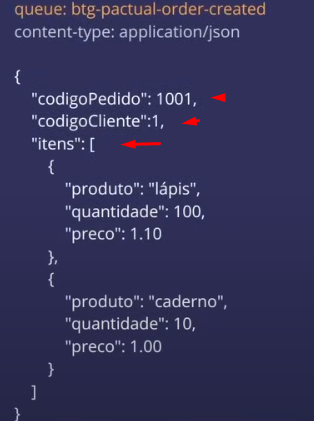 queue: btg-pactual-order-created
content-type: application/json
{
"codigoPedido": 1001,
"codigoCliente":1,
"itens": [
{
"produto": "lápis",
"quantidade": 100,
"preco": 1.10
},
{
"produto": "caderno",
"quantidade": 10,
"preco": 1.00
}
]
}